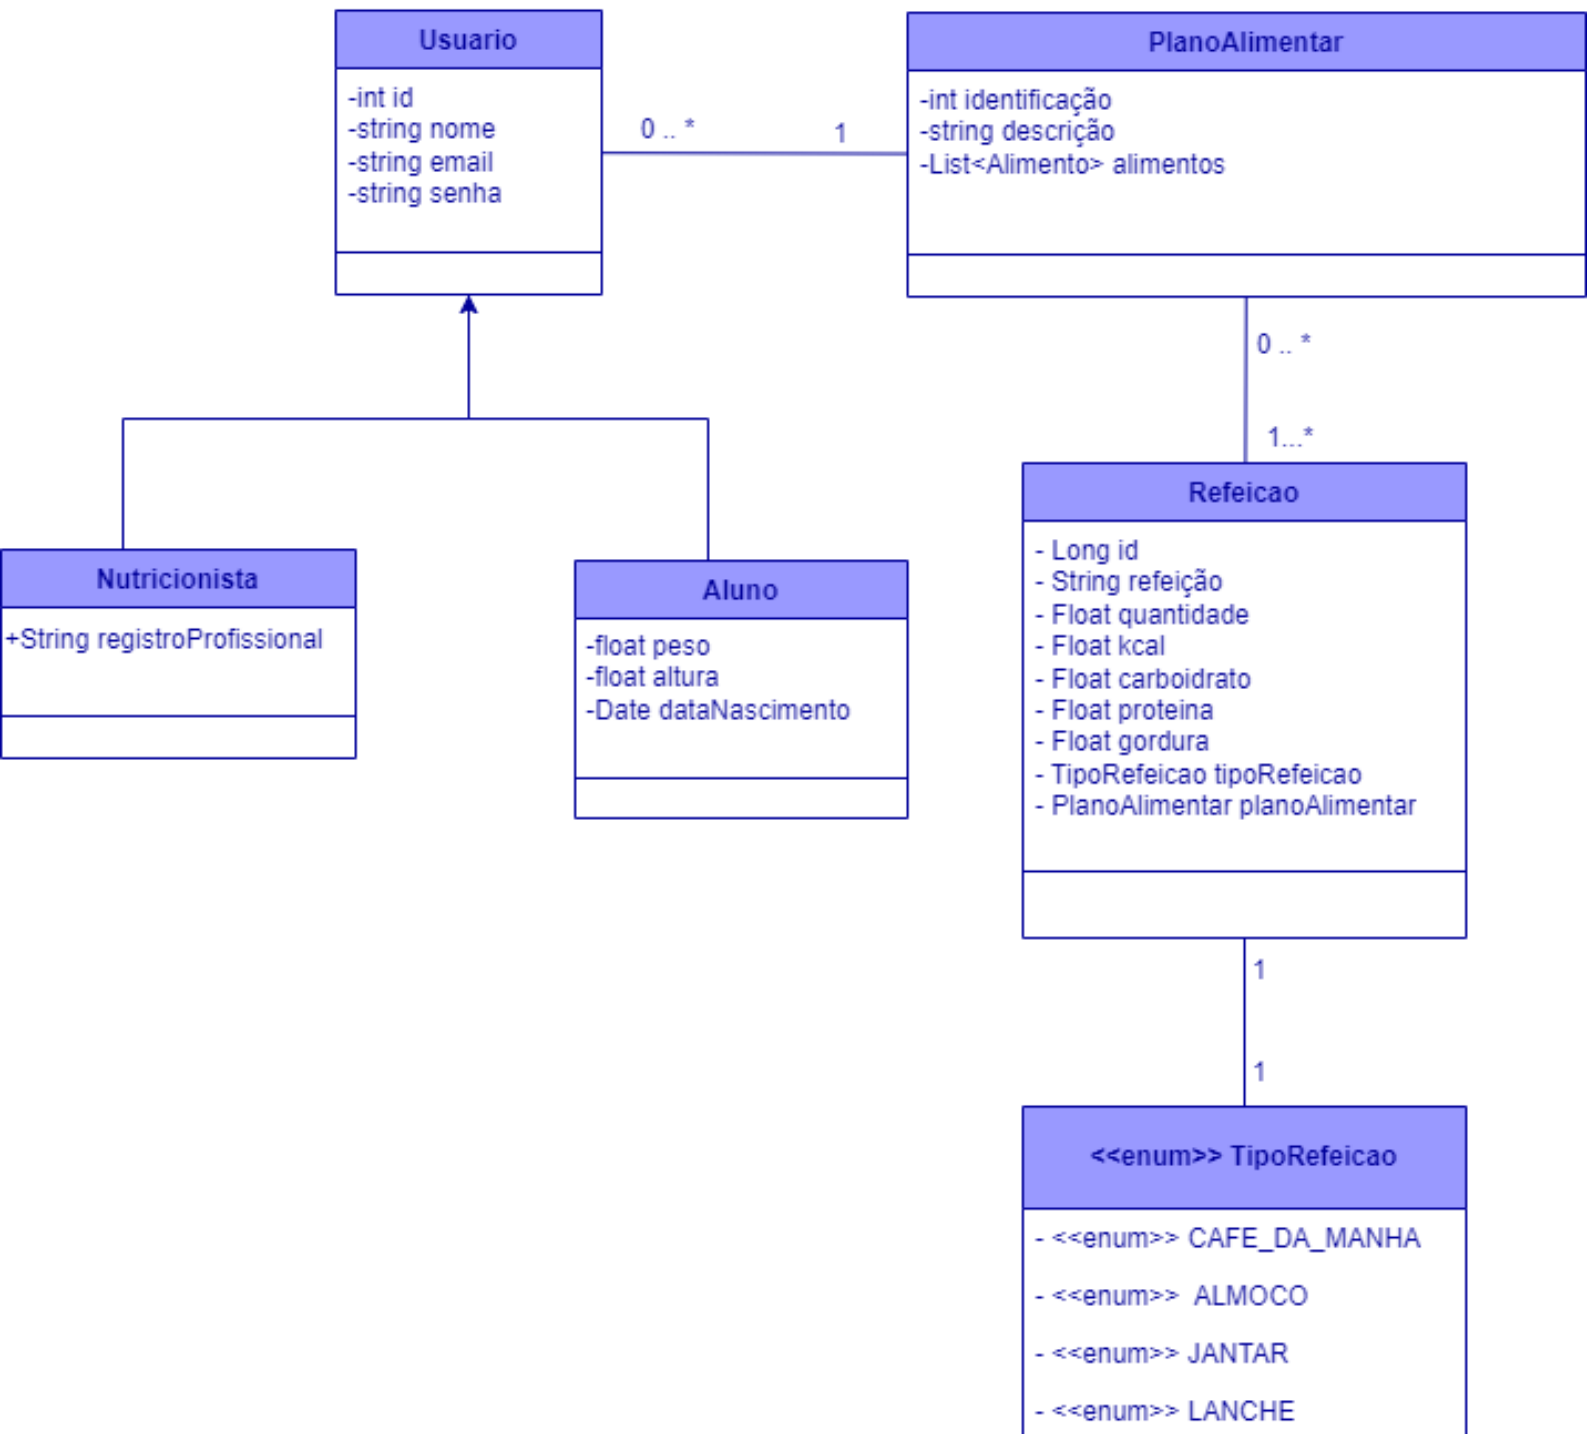 Usuario
-int id
-string nome
-string email
-string senha
0 .. *
1
PlanoAlimentar
-int identificação
-string descrição
-List<Alimento> alimentos
0 .. *
1...*
Nutricionista
+String registroProfissional
Aluno
-float peso
-float altura
-Date dataNascimento
Refeicao
- Long id
- String refeição
- Float quantidade
- Float kcal
- Float carboidrato
- Float proteina
- Float gordura
- TipoRefeicao tipoRefeicao
- PlanoAlimentar planoAlimentar
1
1
<<enum>> TipoRefeicao
- <<enum>> CAFE_DA_MANHA
- <<enum>> ALMOCO
- <<enum>> JANTAR
- <<enum>> LANCHE